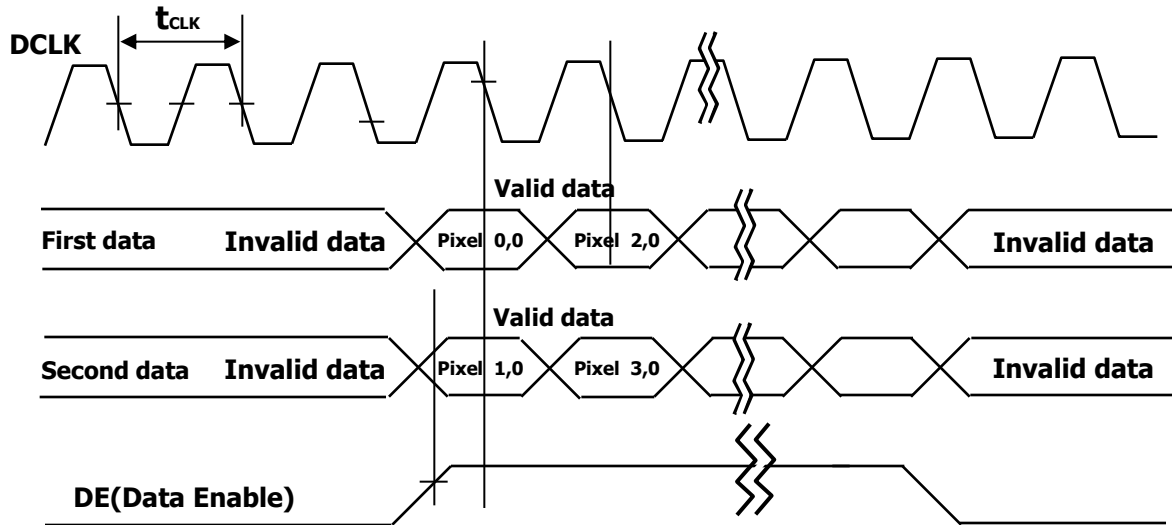 tCLK
DCLK
Valid data
First data Invalid data Pixel 0,0 Pixel 2,0 Invalid data
Valid data
Second data Invalid data Pixel 1,0 Pixel 3,0 Invalid data
DE(Data Enable)